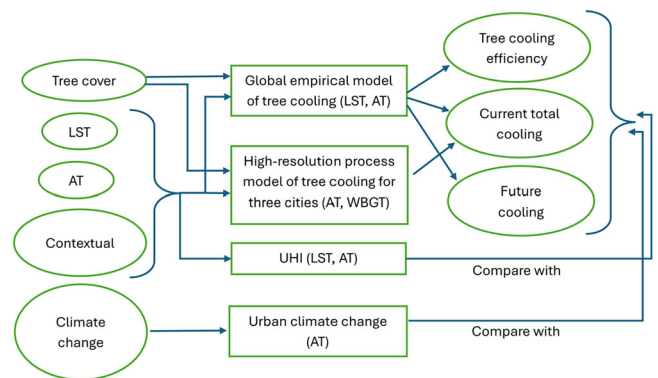 Tree cover
LST
AT
Contextual
Climate
change
Global empirical model
of tree cooling (LST, AT)
High-resolution process
model of tree cooling for
three cities (AT, WBGT)
UHI (LST, AT)
Urban climate change
(AT)
Tree cooling
efficiency
Current total
cooling
Future
cooling
Compare with
Compare with